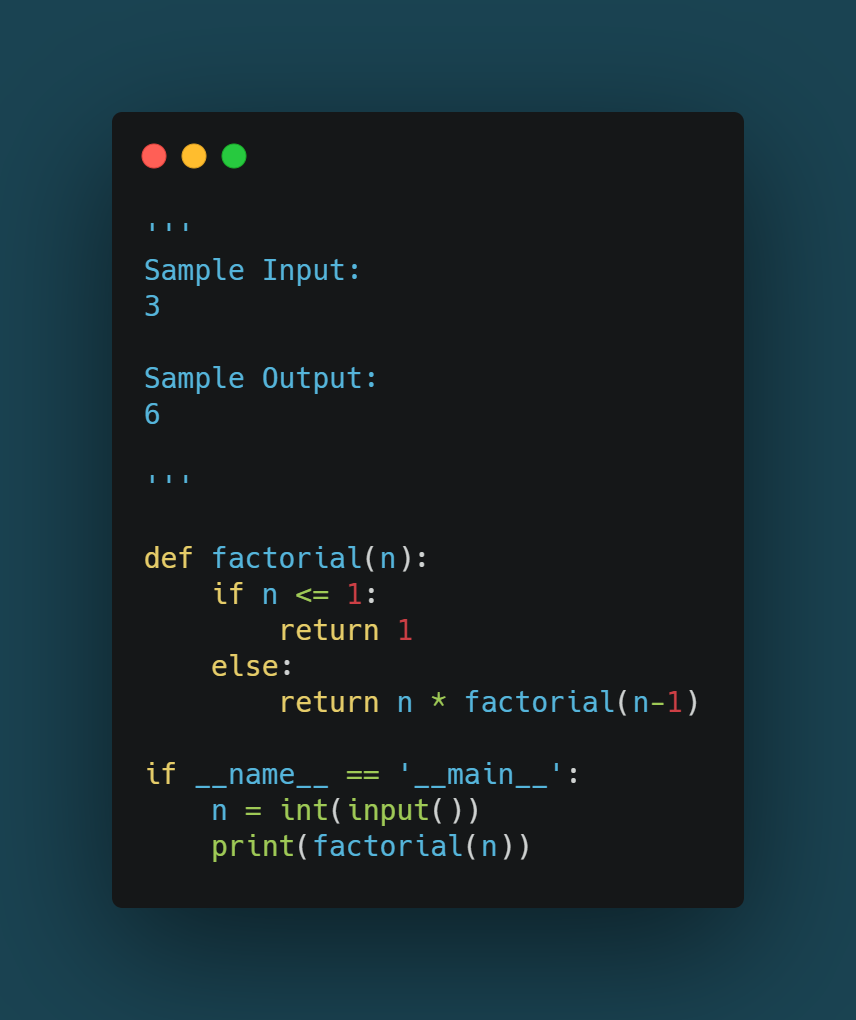 '''
Sample Input:
3

Sample Output:
6

'''

def factorial(n):
    if n <= 1:
        return 1
    else:
        return n * factorial(n-1)

if __name__ == '__main__':
    n = int(input())
    print(factorial(n))